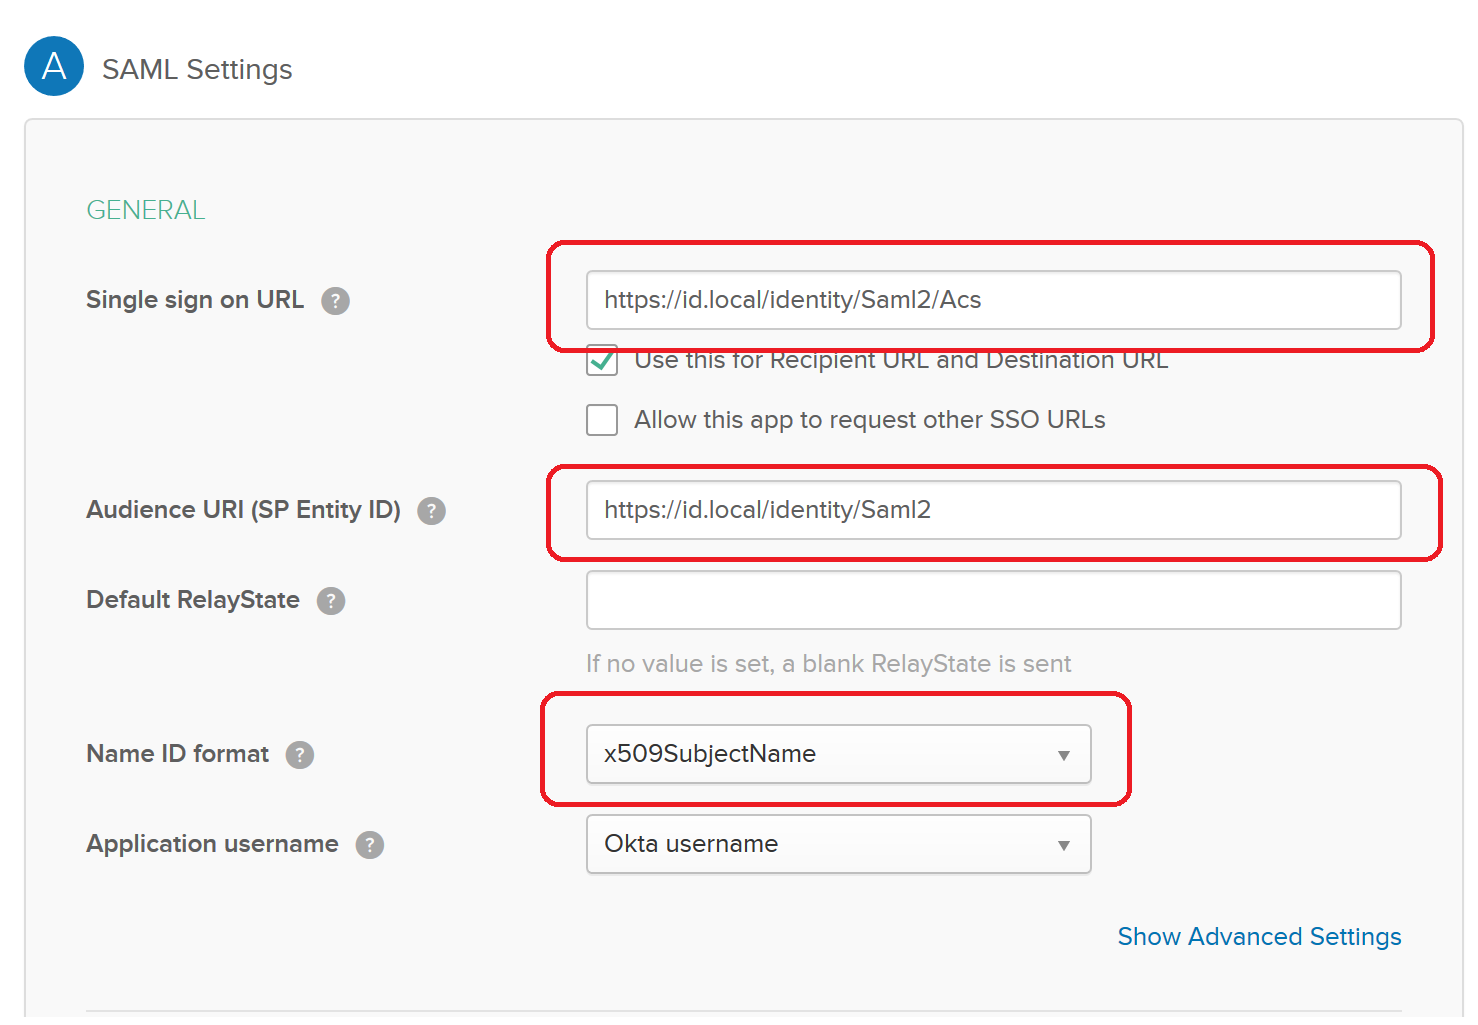 A
SAML Settings
GENERAL
Single sign on URL ?
https://id.local/identity/Saml2/Acs
Use this for Recipient URL and Destination URL
Allow this app to request other SSO URLs
Audience URI (SP Entity ID) ?
https://id.local/identity/Saml2
Default RelayState ?
If no value is set, a blank RelayState is sent
Name ID format ?
x509SubjectName
Application username ?
Okta username
Show Advanced Settings